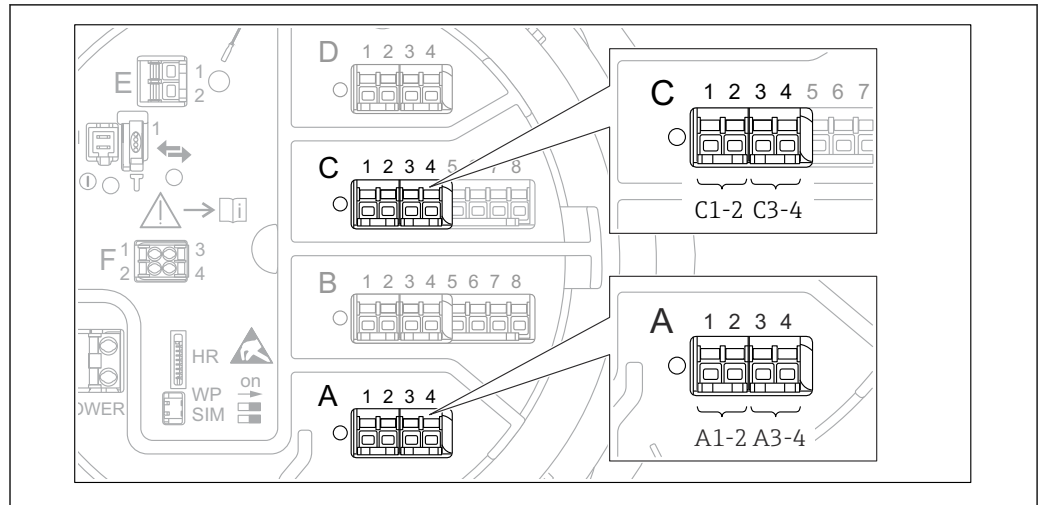 D 1 2 3 4
E 1
2
1
C 1 2 3 4 5 6 7 8
i
F 1 3
2 4
B 1 2 3 4 5 6 7 8
HR
WP on
SIM
OWER
A 1 2 3 4
C 1 2 3 4 5 6 7
C1-2 C3-4
A 1 2 3 4
A1-2 A3-4